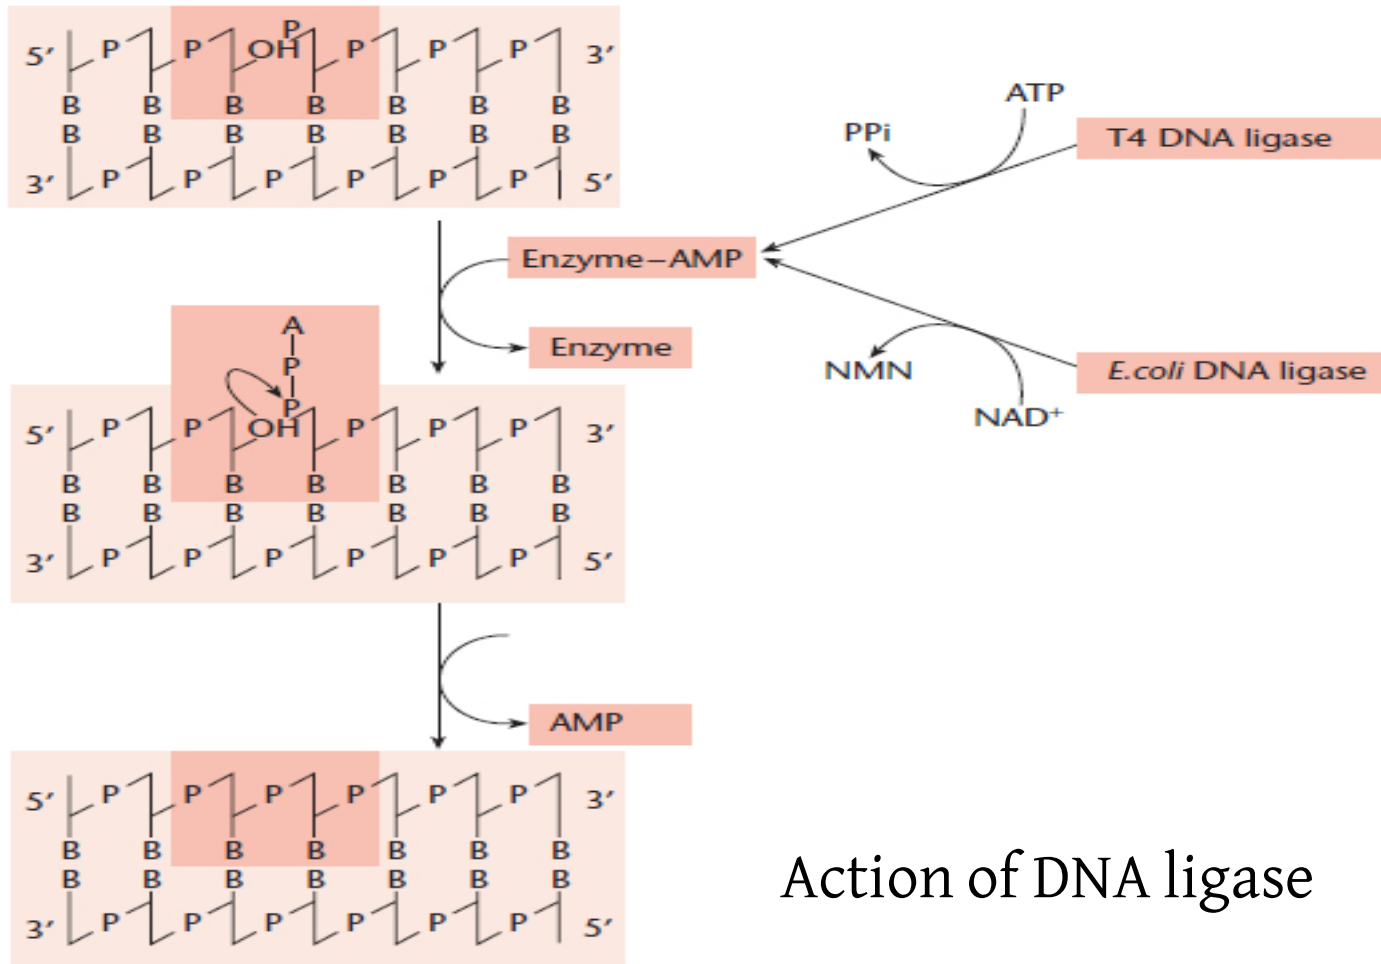 P
5′ P P OH P P P 3′
B B B B B B B
B B B B B B B
3′ P P P P P P 5′
ATP
PPi
T4 DNA ligase
Enzyme–AMP
Enzyme
NMN
E.coli DNA ligase
NAD⁺
A
P
P
5′ P P OH P P P 3′
B B B B B B B
B B B B B B B
3′ P P P P P P 5′
AMP
5′ P P P P P P 3′
B B B B B B B
B B B B B B B
3′ P P P P P P 5′
Action of DNA ligase